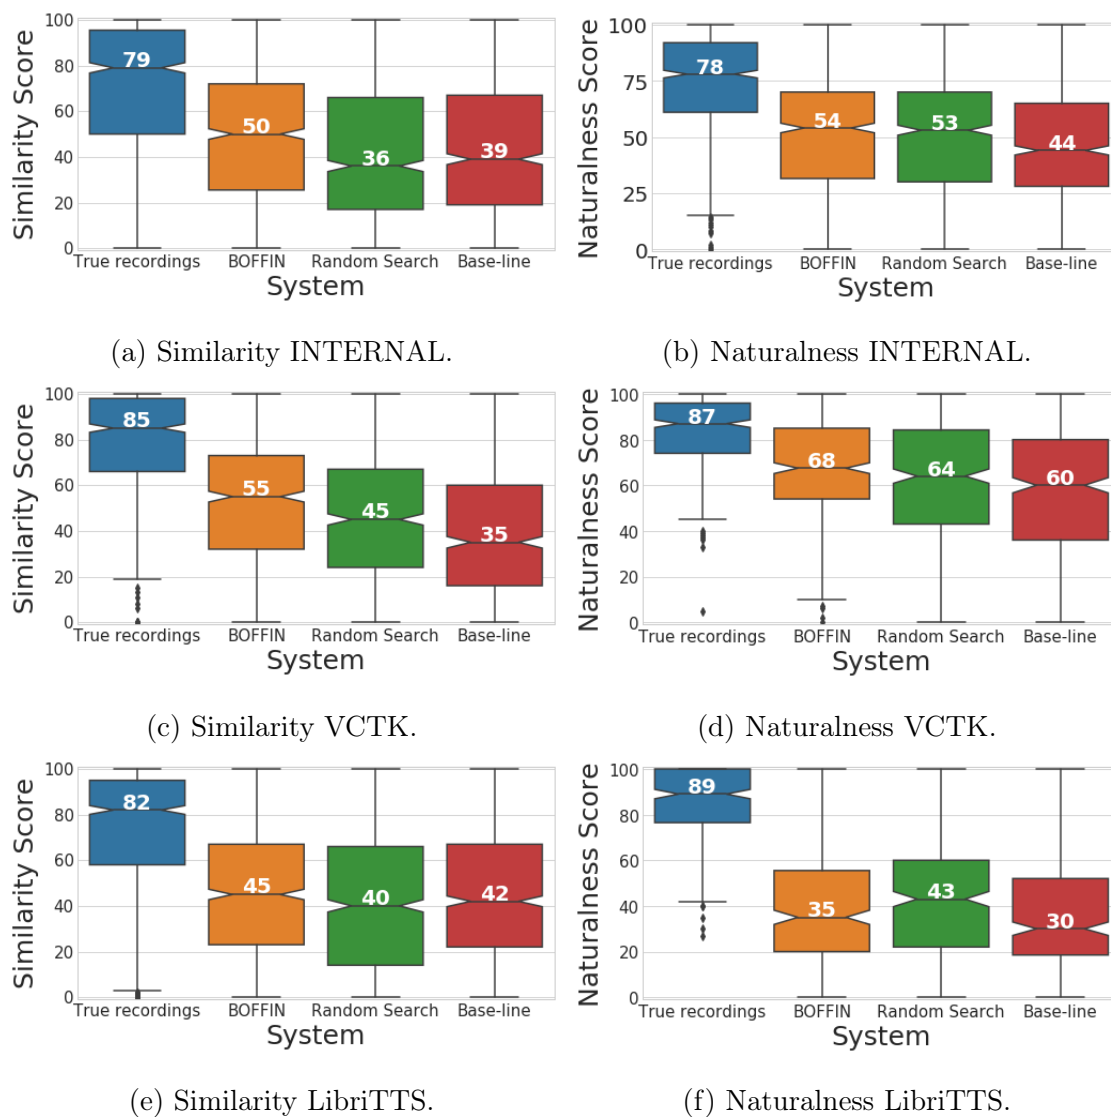 Similarity Score
100
80
60
40
20
0
79
50
36
39
True recordings BOFFIN Random Search Base-line
System
(a) Similarity INTERNAL.
Naturalness Score
100
75
50
25
0
78
54
53
44
True recordings BOFFIN Random Search Base-line
System
(b) Naturalness INTERNAL.
Similarity Score
100
80
60
40
20
0
85
55
45
35
True recordings BOFFIN Random Search Base-line
System
(c) Similarity VCTK.
Naturalness Score
100
80
60
40
20
0
87
68
64
60
True recordings BOFFIN Random Search Base-line
System
(d) Naturalness VCTK.
Similarity Score
100
80
60
40
20
0
82
45
40
42
True recordings BOFFIN Random Search Base-line
System
(e) Similarity LibriTTS.
Naturalness Score
100
80
60
40
20
0
89
35
43
30
True recordings BOFFIN Random Search Base-line
System
(f) Naturalness LibriTTS.